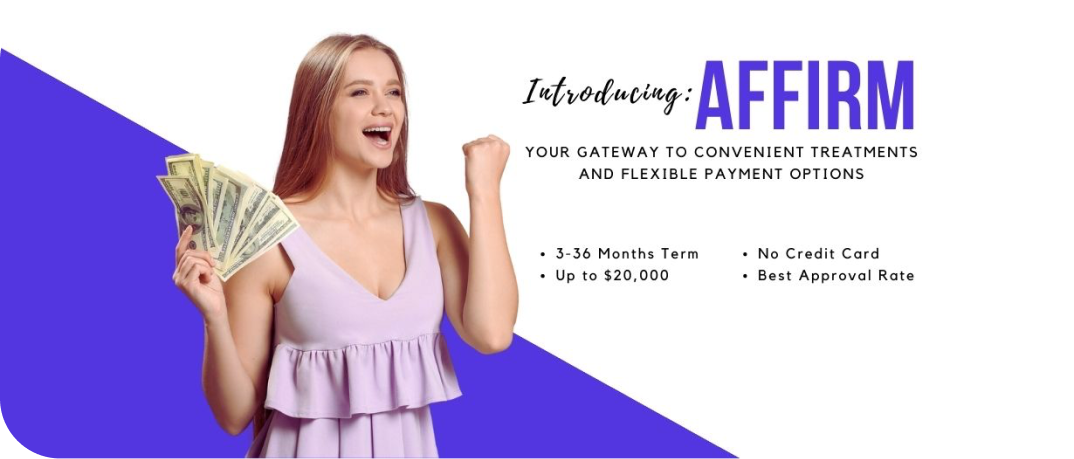 Introducing: AFFIRM
YOUR GATEWAY TO CONVENIENT TREATMENTS
AND FLEXIBLE PAYMENT OPTIONS
• 3-36 Months Term
• Up to $20,000
• No Credit Card
• Best Approval Rate